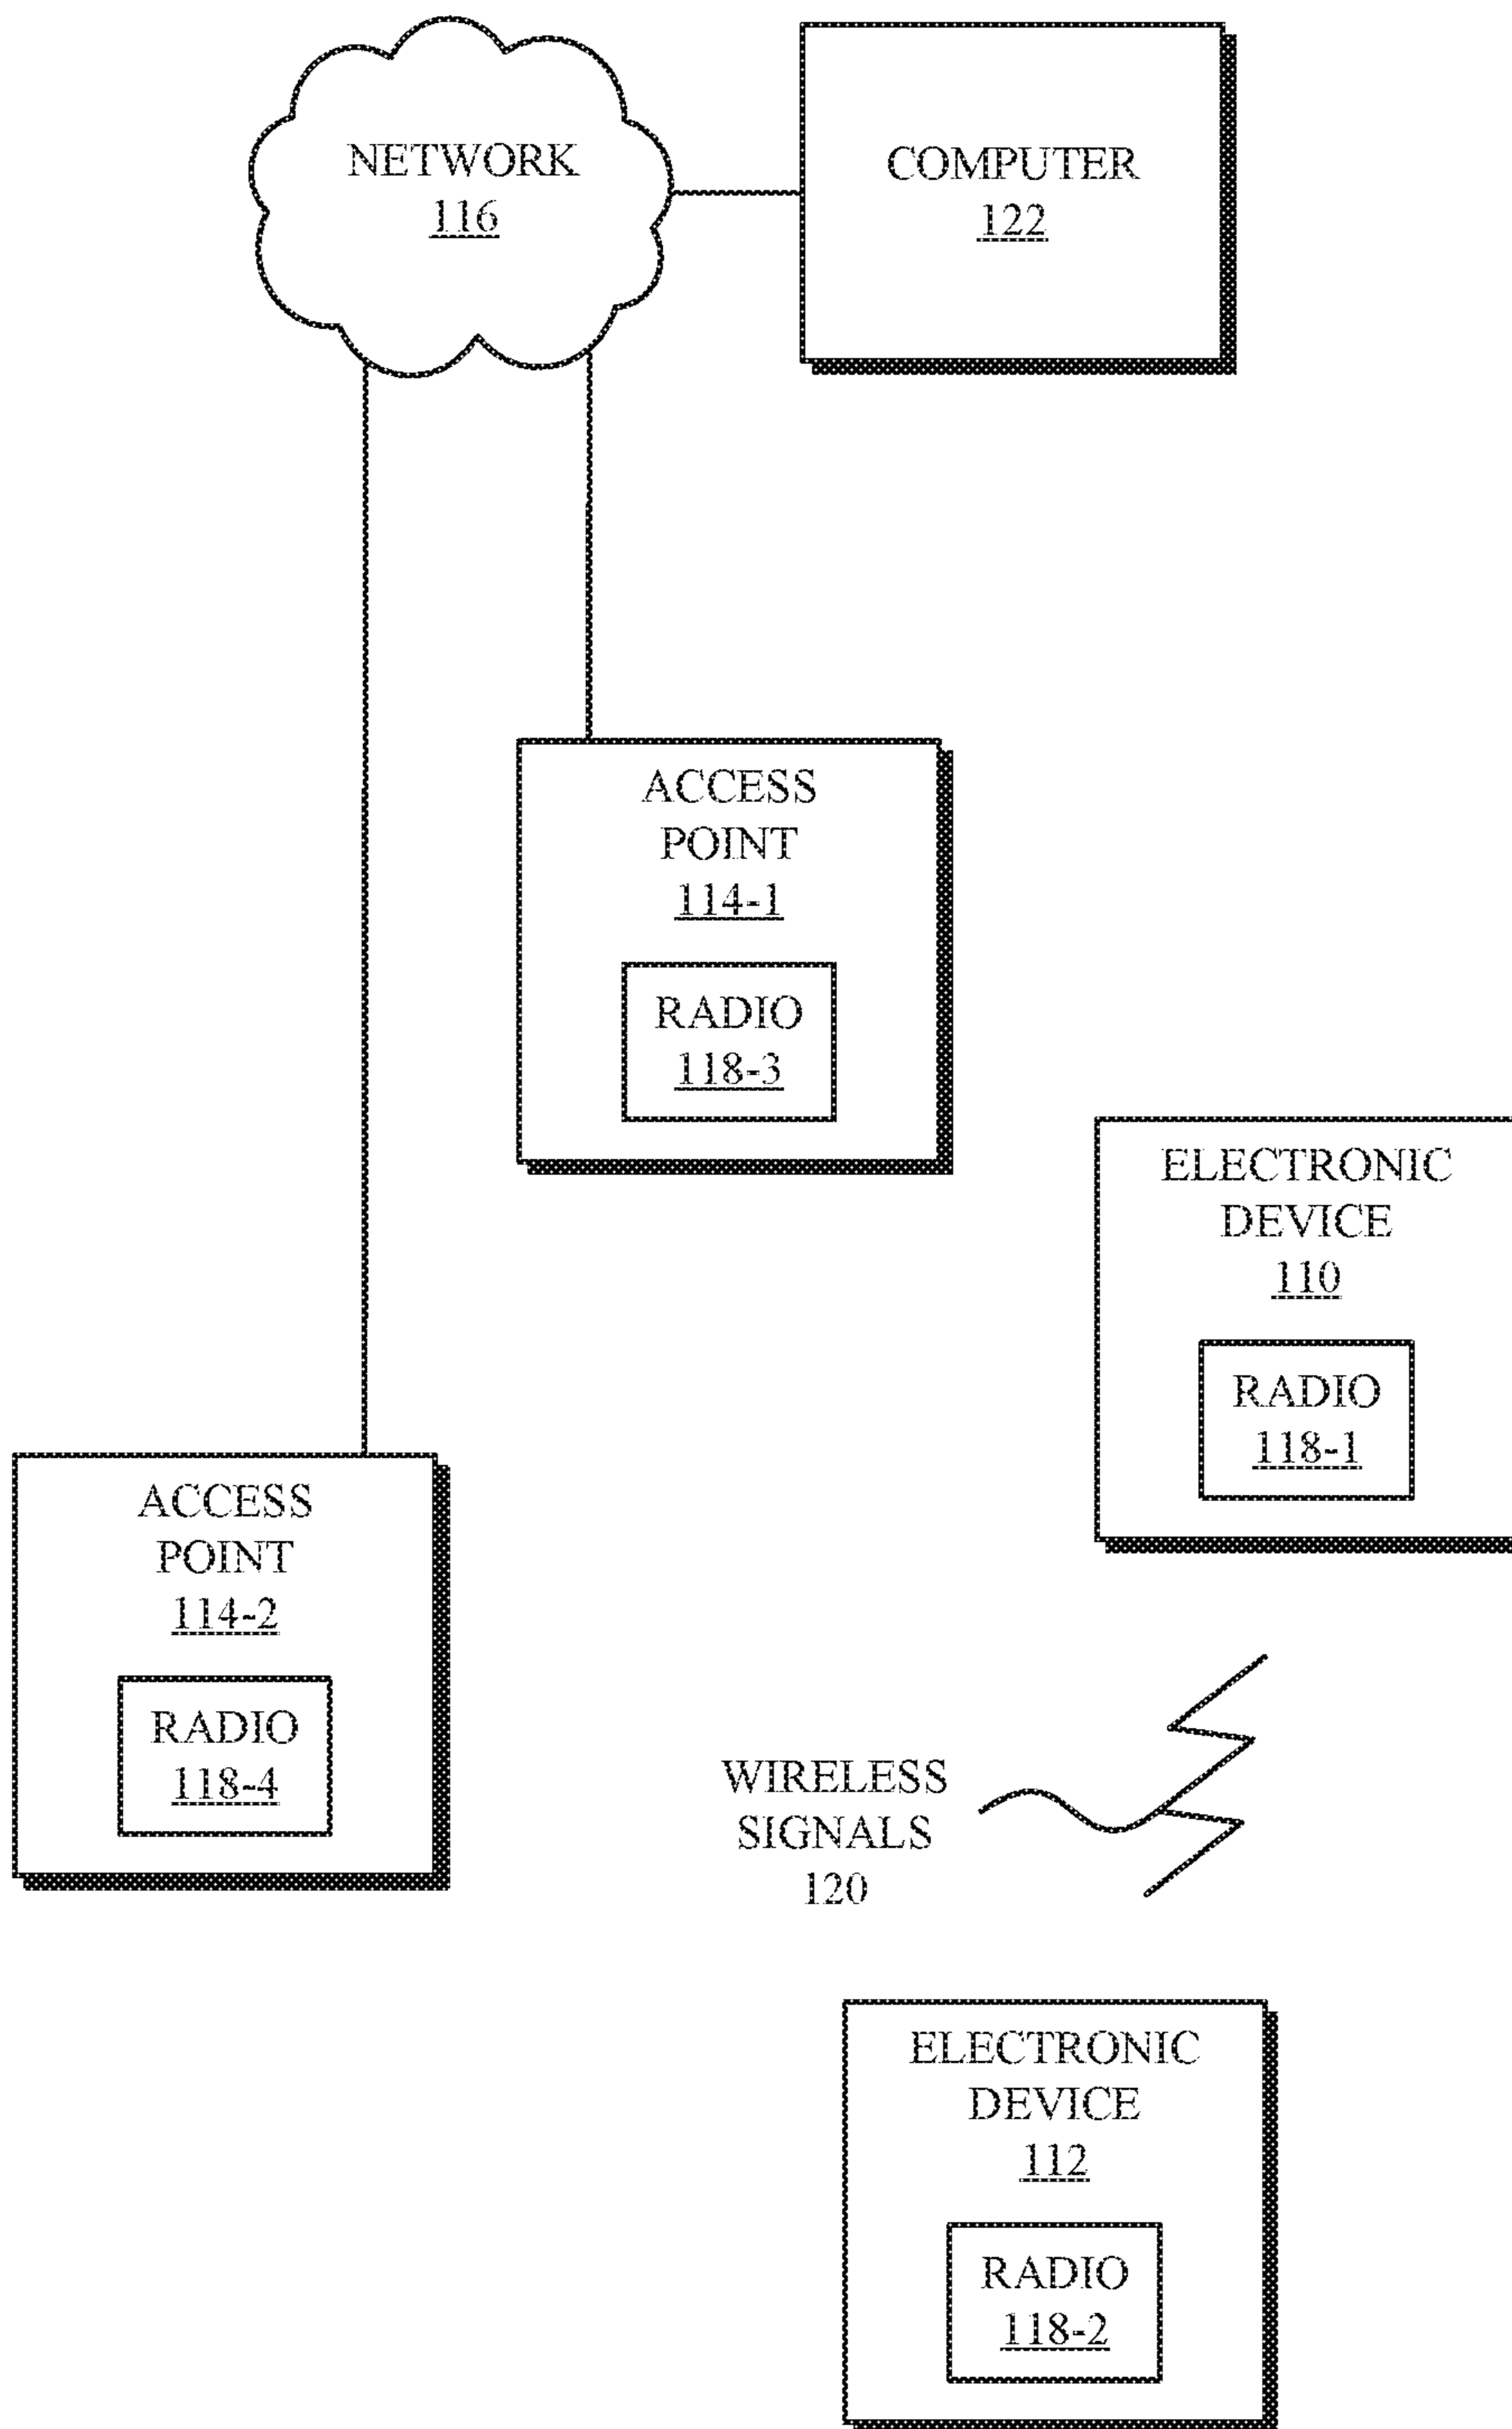 NETWORK
116
COMPUTER
122
ACCESS
POINT
114-1
RADIO
118-3
ELECTRONIC
DEVICE
110
RADIO
118-1
ACCESS
POINT
114-2
RADIO
118-4
WIRELESS
SIGNALS
120
ELECTRONIC
DEVICE
112
RADIO
118-2